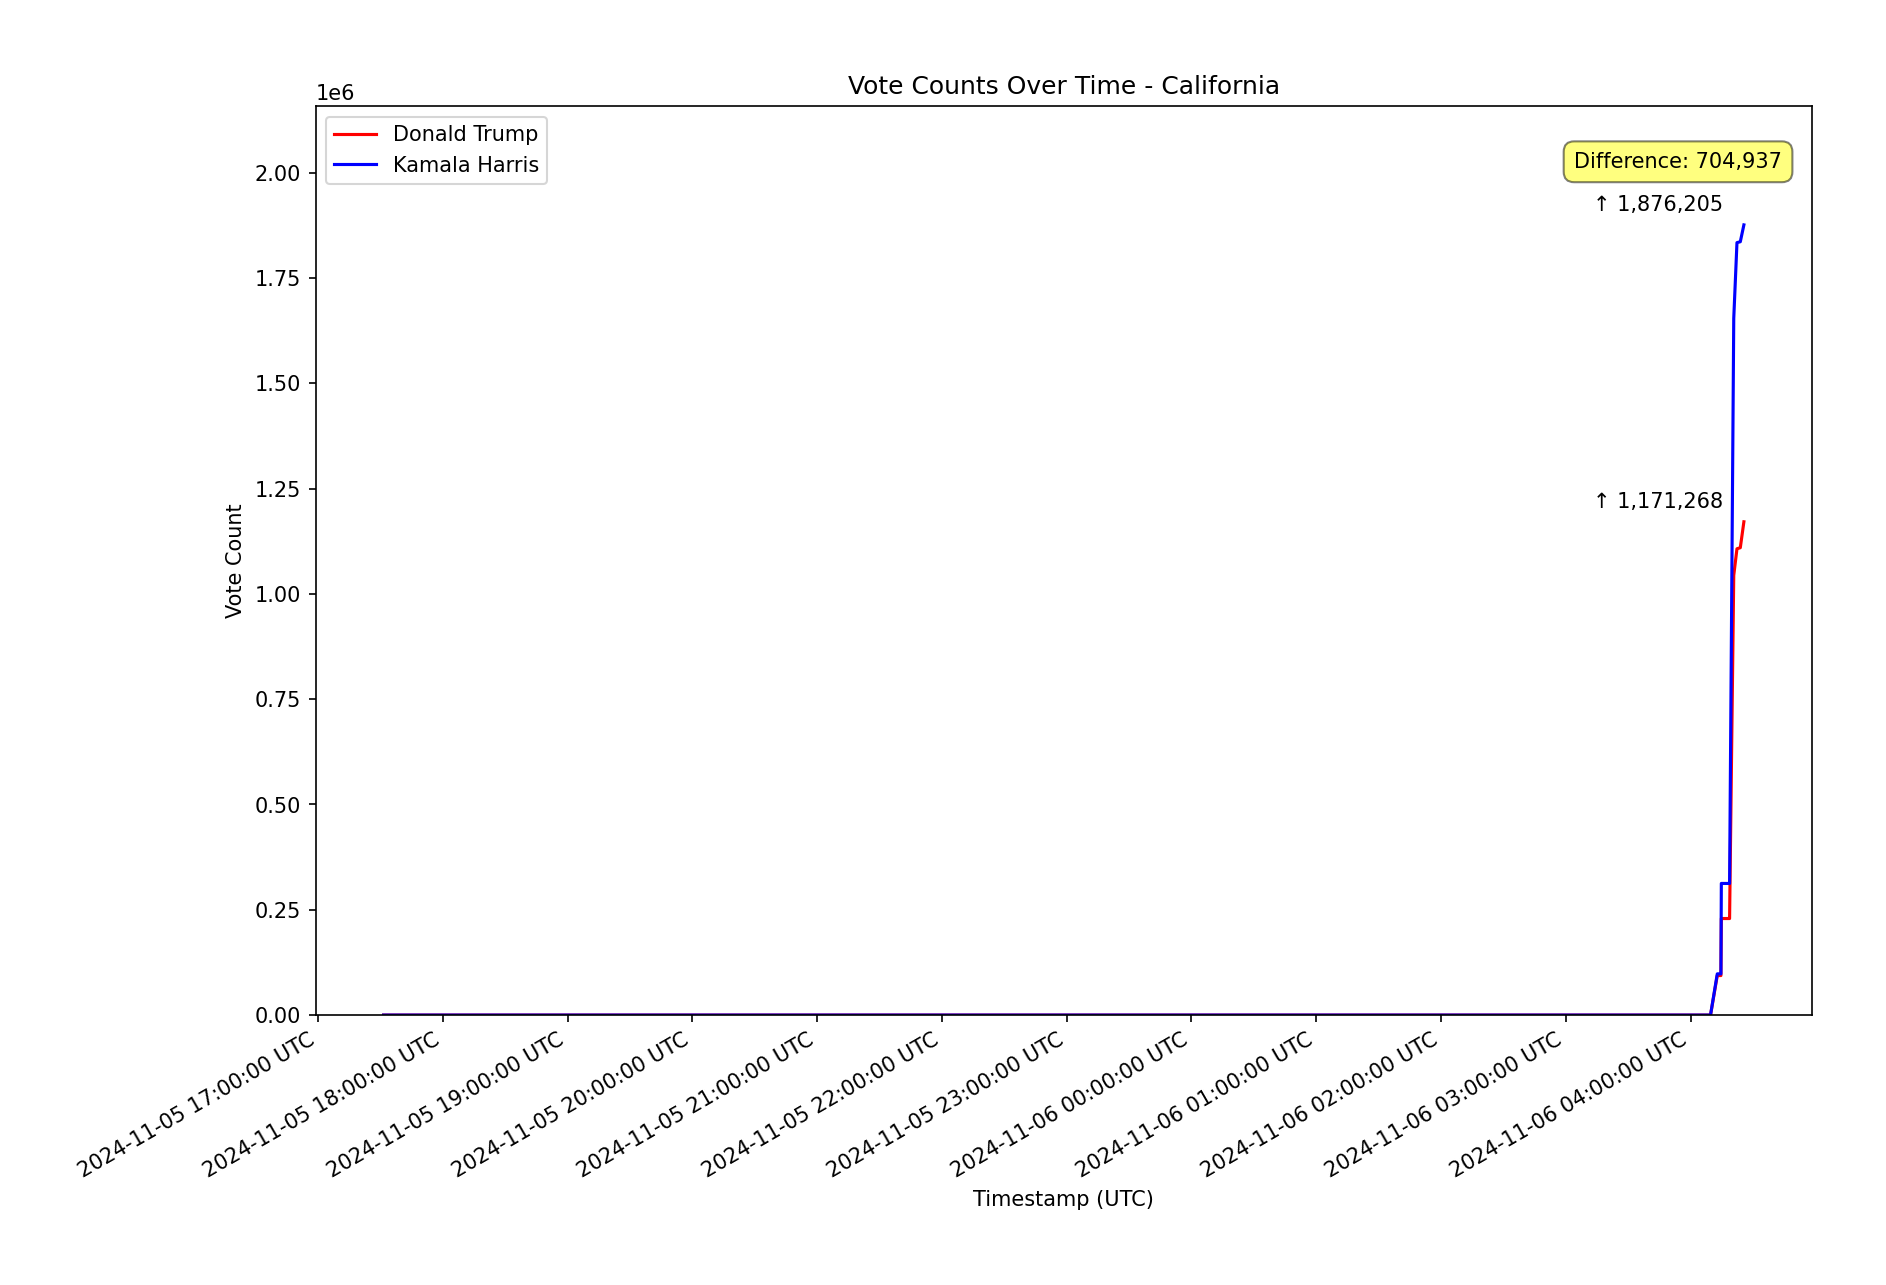 Vote Counts Over Time - California
1e6
Donald Trump
Kamala Harris
Difference: 704,937
↑ 1,876,205
↑ 1,171,268
2.00
1.75
1.50
1.25
1.00
0.75
0.50
0.25
0.00
Vote Count
2024-11-05 17:00:00 UTC
2024-11-05 18:00:00 UTC
2024-11-05 19:00:00 UTC
2024-11-05 20:00:00 UTC
2024-11-05 21:00:00 UTC
2024-11-05 22:00:00 UTC
2024-11-05 23:00:00 UTC
2024-11-06 00:00:00 UTC
2024-11-06 01:00:00 UTC
2024-11-06 02:00:00 UTC
2024-11-06 03:00:00 UTC
2024-11-06 04:00:00 UTC
Timestamp (UTC)